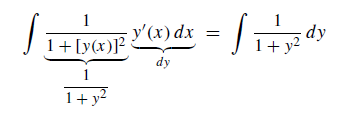 ∫ 1/(1 + [y(x)]²) y′(x) dx = ∫ 1/(1 + y²) dy
dy
1/(1 + y²)